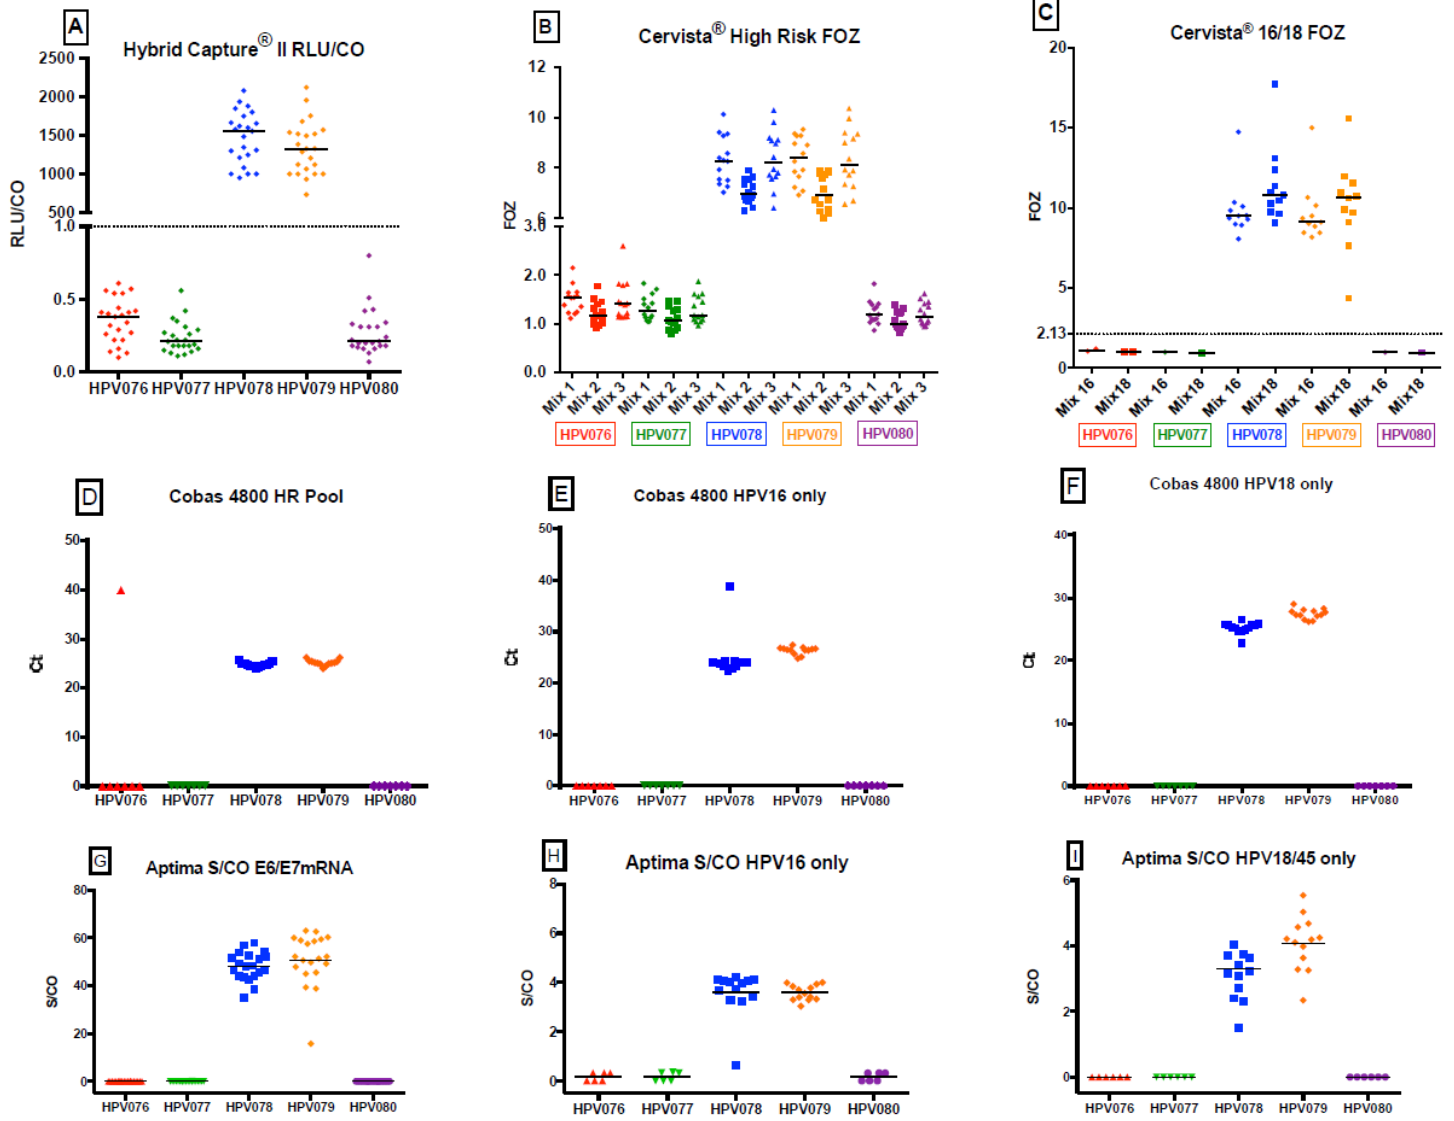 A
Hybrid Capture® II RLU/CO
2500
2000
1500
1000
500
1.0
0.5
0.0
RLU/CO
HPV076 HPV077 HPV078 HPV079 HPV080
B
Cervista® High Risk FOZ
12
10
8
6
3.0
2.0
1.0
0.0
FOZ
Mix 1 Mix 2 Mix 3 Mix 1 Mix 2 Mix 3 Mix 1 Mix 2 Mix 3 Mix 1 Mix 2 Mix 3 Mix 1 Mix 2 Mix 3
HPV076 HPV077 HPV078 HPV079 HPV080
C
Cervista® 16/18 FOZ
20
15
10
5
2.13
0
FOZ
Mix 16 Mix18 Mix 16 Mix18 Mix 16 Mix18 Mix 16 Mix18 Mix 16 Mix18
HPV076 HPV077 HPV078 HPV079 HPV080
D
Cobas 4800 HR Pool
50
40
30
20
10
0
Ct
HPV076 HPV077 HPV078 HPV079 HPV080
E
Cobas 4800 HPV16 only
50
40
30
20
10
0
Ct
HPV076 HPV077 HPV078 HPV079 HPV080
F
Cobas 4800 HPV18 only
40
30
20
10
0
Ct
HPV076 HPV077 HPV078 HPV079 HPV080
G
Aptima S/CO E6/E7mRNA
80
60
40
20
0
S/CO
HPV076 HPV077 HPV078 HPV079 HPV080
H
Aptima S/CO HPV16 only
8
6
4
2
0
S/CO
HPV076 HPV077 HPV078 HPV079 HPV080
I
Aptima S/CO HPV18/45 only
6
4
2
0
S/CO
HPV076 HPV077 HPV078 HPV079 HPV080